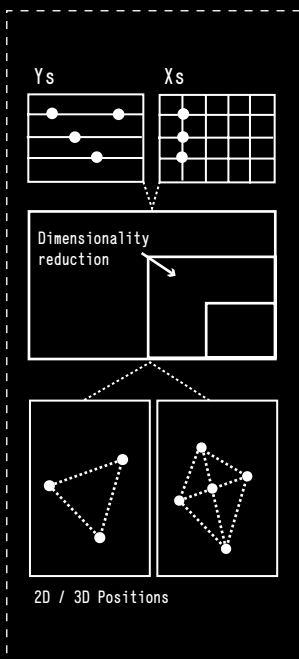 Ys
Xs
Dimensionality
reduction
2D / 3D Positions